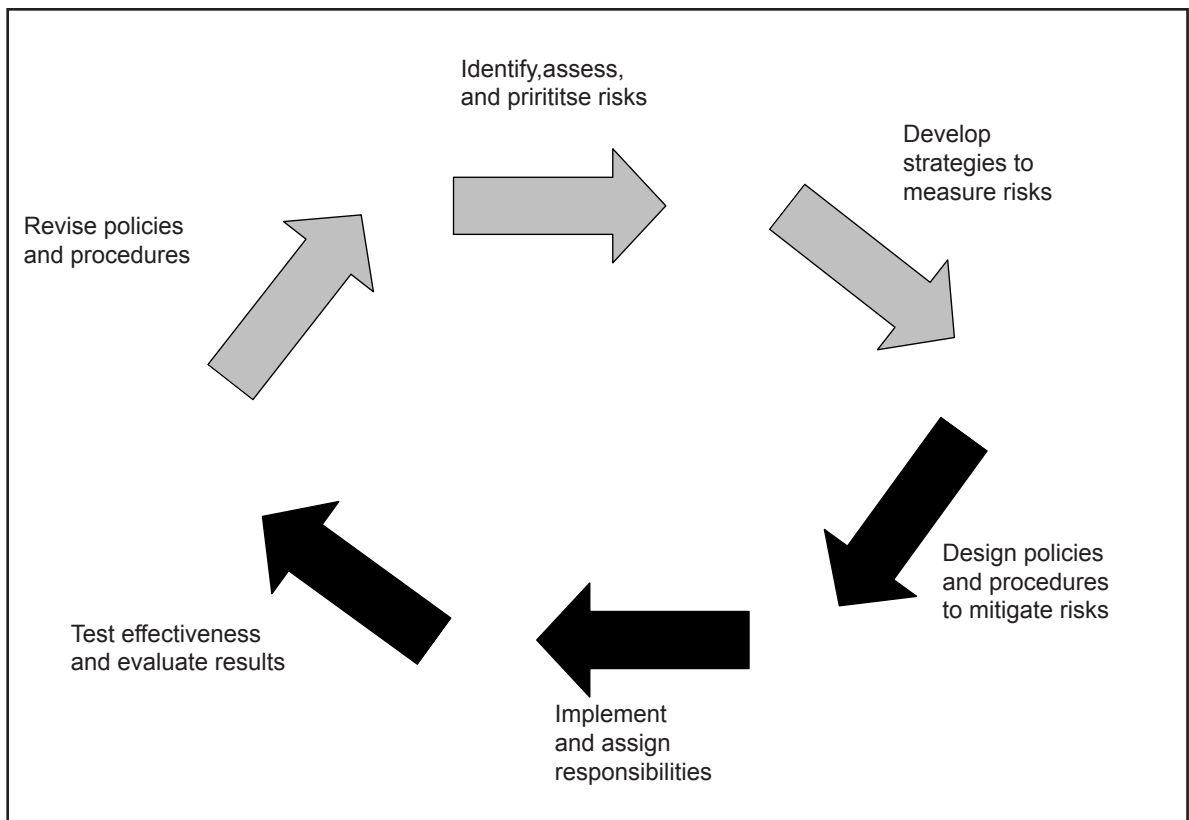 Identify,assess,
and prirititse risks
Develop
strategies to
measure risks
Design policies
and procedures
to mitigate risks
Implement
and assign
responsibilities
Test effectiveness
and evaluate results
Revise policies
and procedures